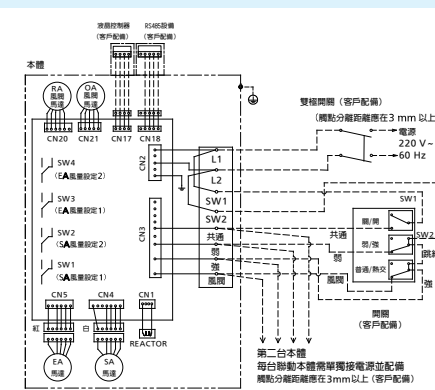 液晶控制器
(客戶配備)
RS485設備
(客戶配備)
本體
RA
風閥
馬達
OA
風閥
馬達
CN20
CN21
CN17
CN18
雙極開關(客戶配備)
(觸點分離距離應在3 mm 以上
電源
220 V~
60 Hz
SW4
(EA風量設定2)
SW3
(EA風量設定1)
SW2
(SA風量設定2)
SW1
(SA風量設定1)
CN2
CN3
L1
L2
SW1
SW2
共通
弱
強
風閥
SW1
關/開
共通
弱/強
SW2
弱
普通/熱交
風閥
強
開關
(客戶配備)
CN5
CN4
CN1
紅
白
REACTOR
EA
馬達
SA
馬達
第二台本體
每台聯動本體需單獨接電源並配備
觸點分離距離應在3mm以上(客戶配備)